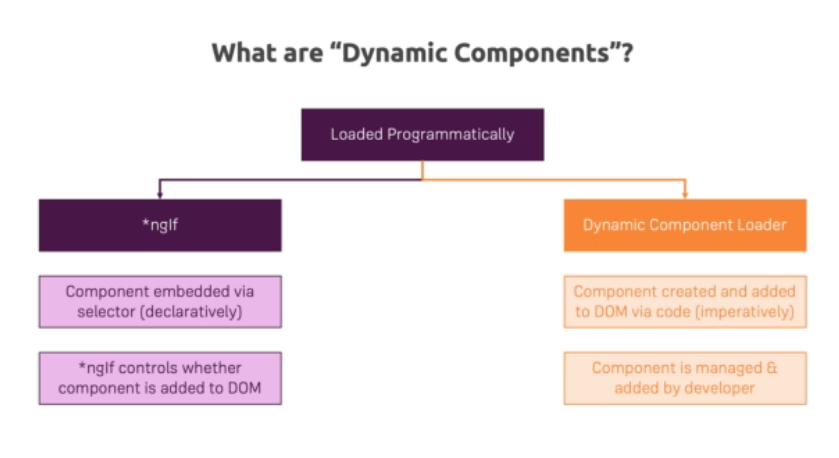 What are “Dynamic Components”?
Loaded Programmatically
*ngIf
Dynamic Component Loader
Component embedded via
selector (declaratively)
Component created and added
to DOM via code (imperatively)
*ngIf controls whether
component is added to DOM
Component is managed &
added by developer